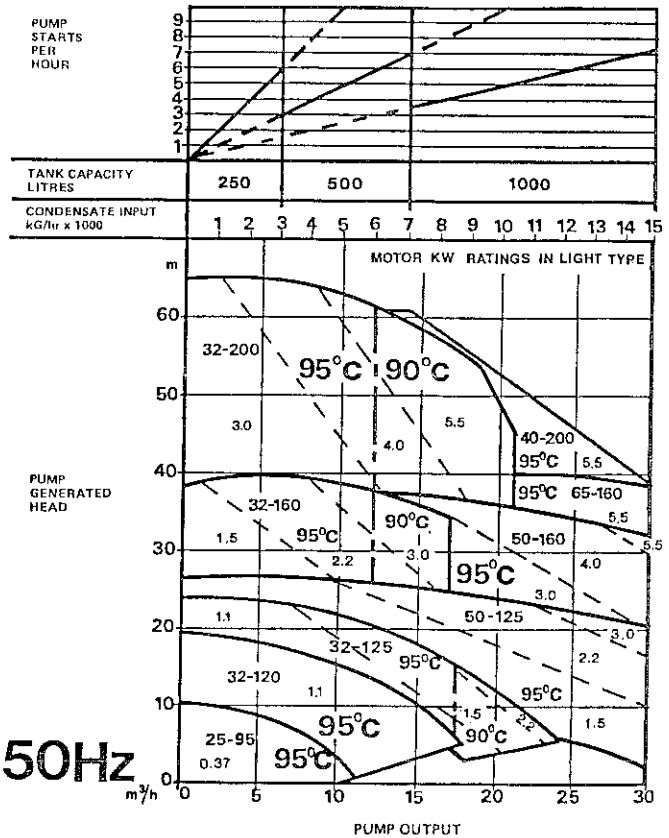 PUMP
STARTS
PER
HOUR
9
8
7
6
5
4
3
2
1
TANK CAPACITY
LITRES
250 500 1000
CONDENSATE INPUT
kG/hr x 1000
1 2 3 4 5 6 7 8 9 10 11 12 13 14 15
m
MOTOR KW RATINGS IN LIGHT TYPE
60
32-200
95°C 90°C
50
3.0 4.0 5.5
40-200
95°C 5.5
PUMP
GENERATED
HEAD
40
95°C 65-160
32-160
90°C 5.5
95°C 50-160
1.5 2.2 3.0 4.0 5.5
30
95°C
3.0
50-125
20
1.1
3.0
32-125
2.2
95°C
32-120
1.1
95°C
10
1.5 2.2 1.5
95°C
90°C
25-95
95°C
0.37
50Hz
0
m³/h
0 5 10 15 20 25 30
PUMP OUTPUT